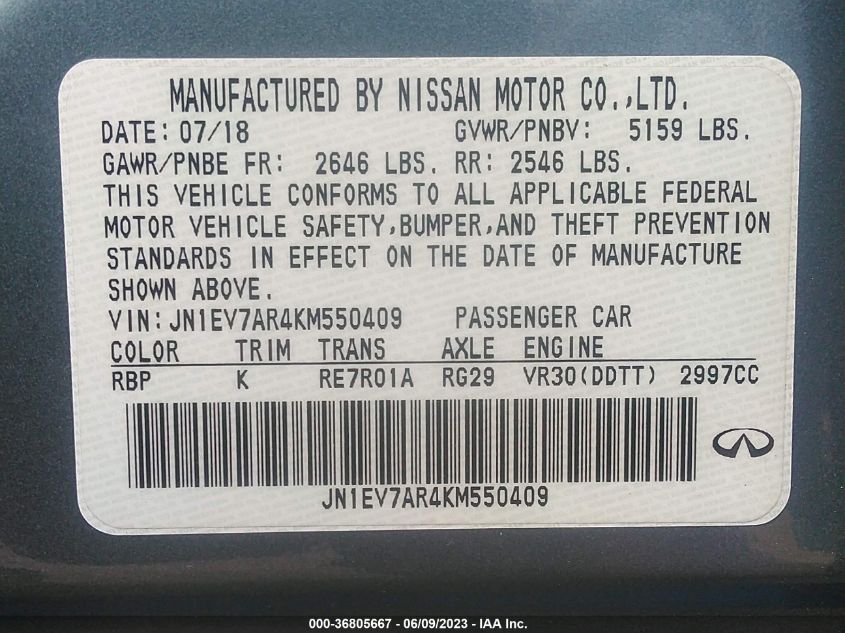 MANUFACTURED BY NISSAN MOTOR CO.,LTD.
DATE: 07/18 GVWR/PNBV: 5159 LBS.
GAWR/PNBE FR: 2646 LBS. RR: 2546 LBS.
THIS VEHICLE CONFORMS TO ALL APPLICABLE FEDERAL
MOTOR VEHICLE SAFETY,BUMPER,AND THEFT PREVENTION
STANDARDS IN EFFECT ON THE DATE OF MANUFACTURE
SHOWN ABOVE.
VIN: JN1EV7AR4KM550409 PASSENGER CAR
COLOR TRIM TRANS AXLE ENGINE
RBP K RE7R01A RG29 VR30(DDTT) 2997CC
JN1EV7AR4KM550409
000-36805667 - 06/09/2023 - IAA Inc.